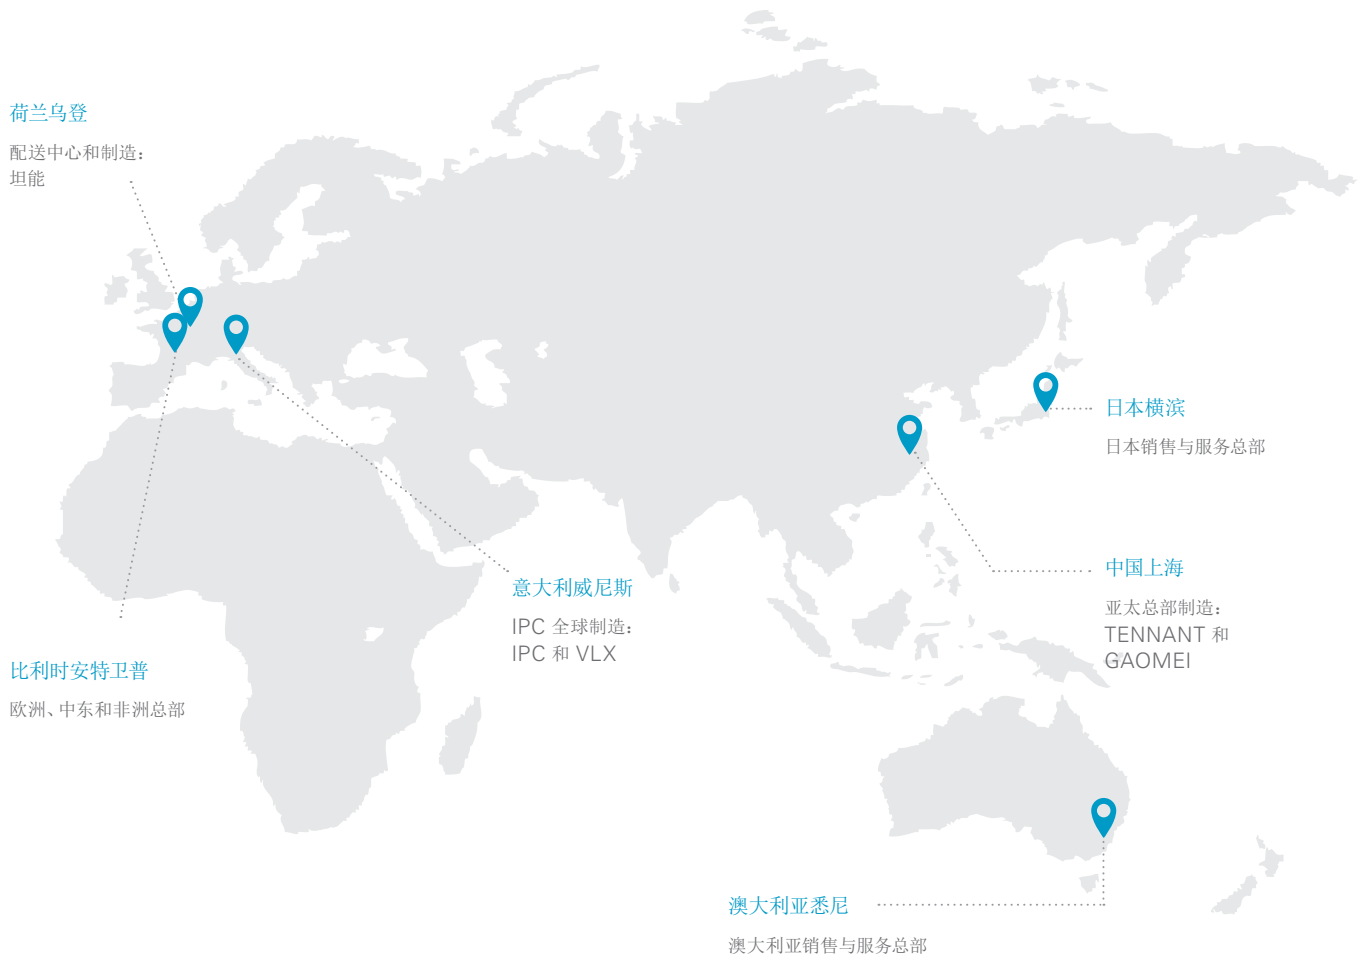 荷兰乌登
配送中心和制造:
坦能
比利时安特卫普
欧洲、中东和非洲总部
意大利威尼斯
IPC 全球制造:
IPC 和 VLX
日本横滨
日本销售与服务总部
中国上海
亚太总部制造:
TENNANT 和
GAOMEI
澳大利亚悉尼
澳大利亚销售与服务总部